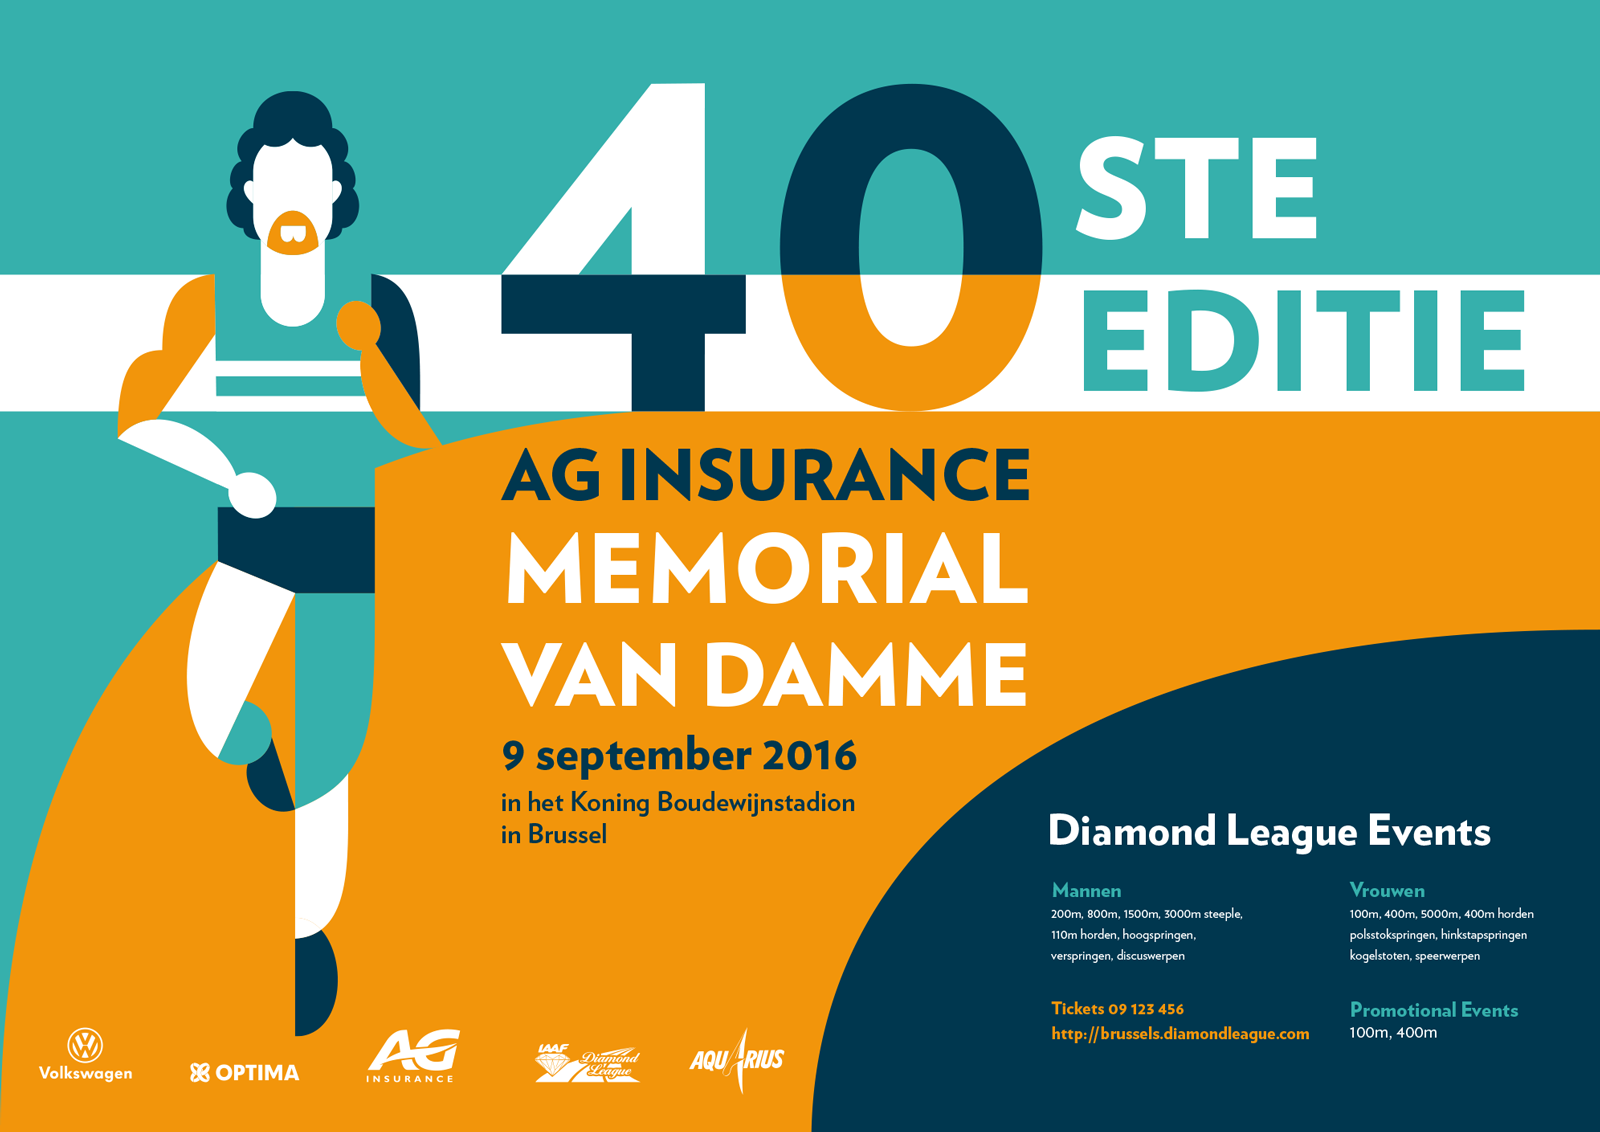 40STE
EDITIE
AG INSURANCE
MEMORIAL
VAN DAMME
9 september 2016
in het Koning Boudewijnstadion
in Brussel
Diamond League Events
Mannen
200m, 800m, 1500m, 3000m steeple,
110m horden, hoogspringen,
verspringen, discuswerpen
Vrouwen
100m, 400m, 5000m, 400m horden
polsstokspringen, hinkstapspringen
kogelstoten, speerwerpen
Tickets 09 123 456
http://brussels.diamondleague.com
Promotional Events
100m, 400m
Volkswagen
OPTIMA
AG
INSURANCE
IAAF
Diamond
League
AQUARIUS